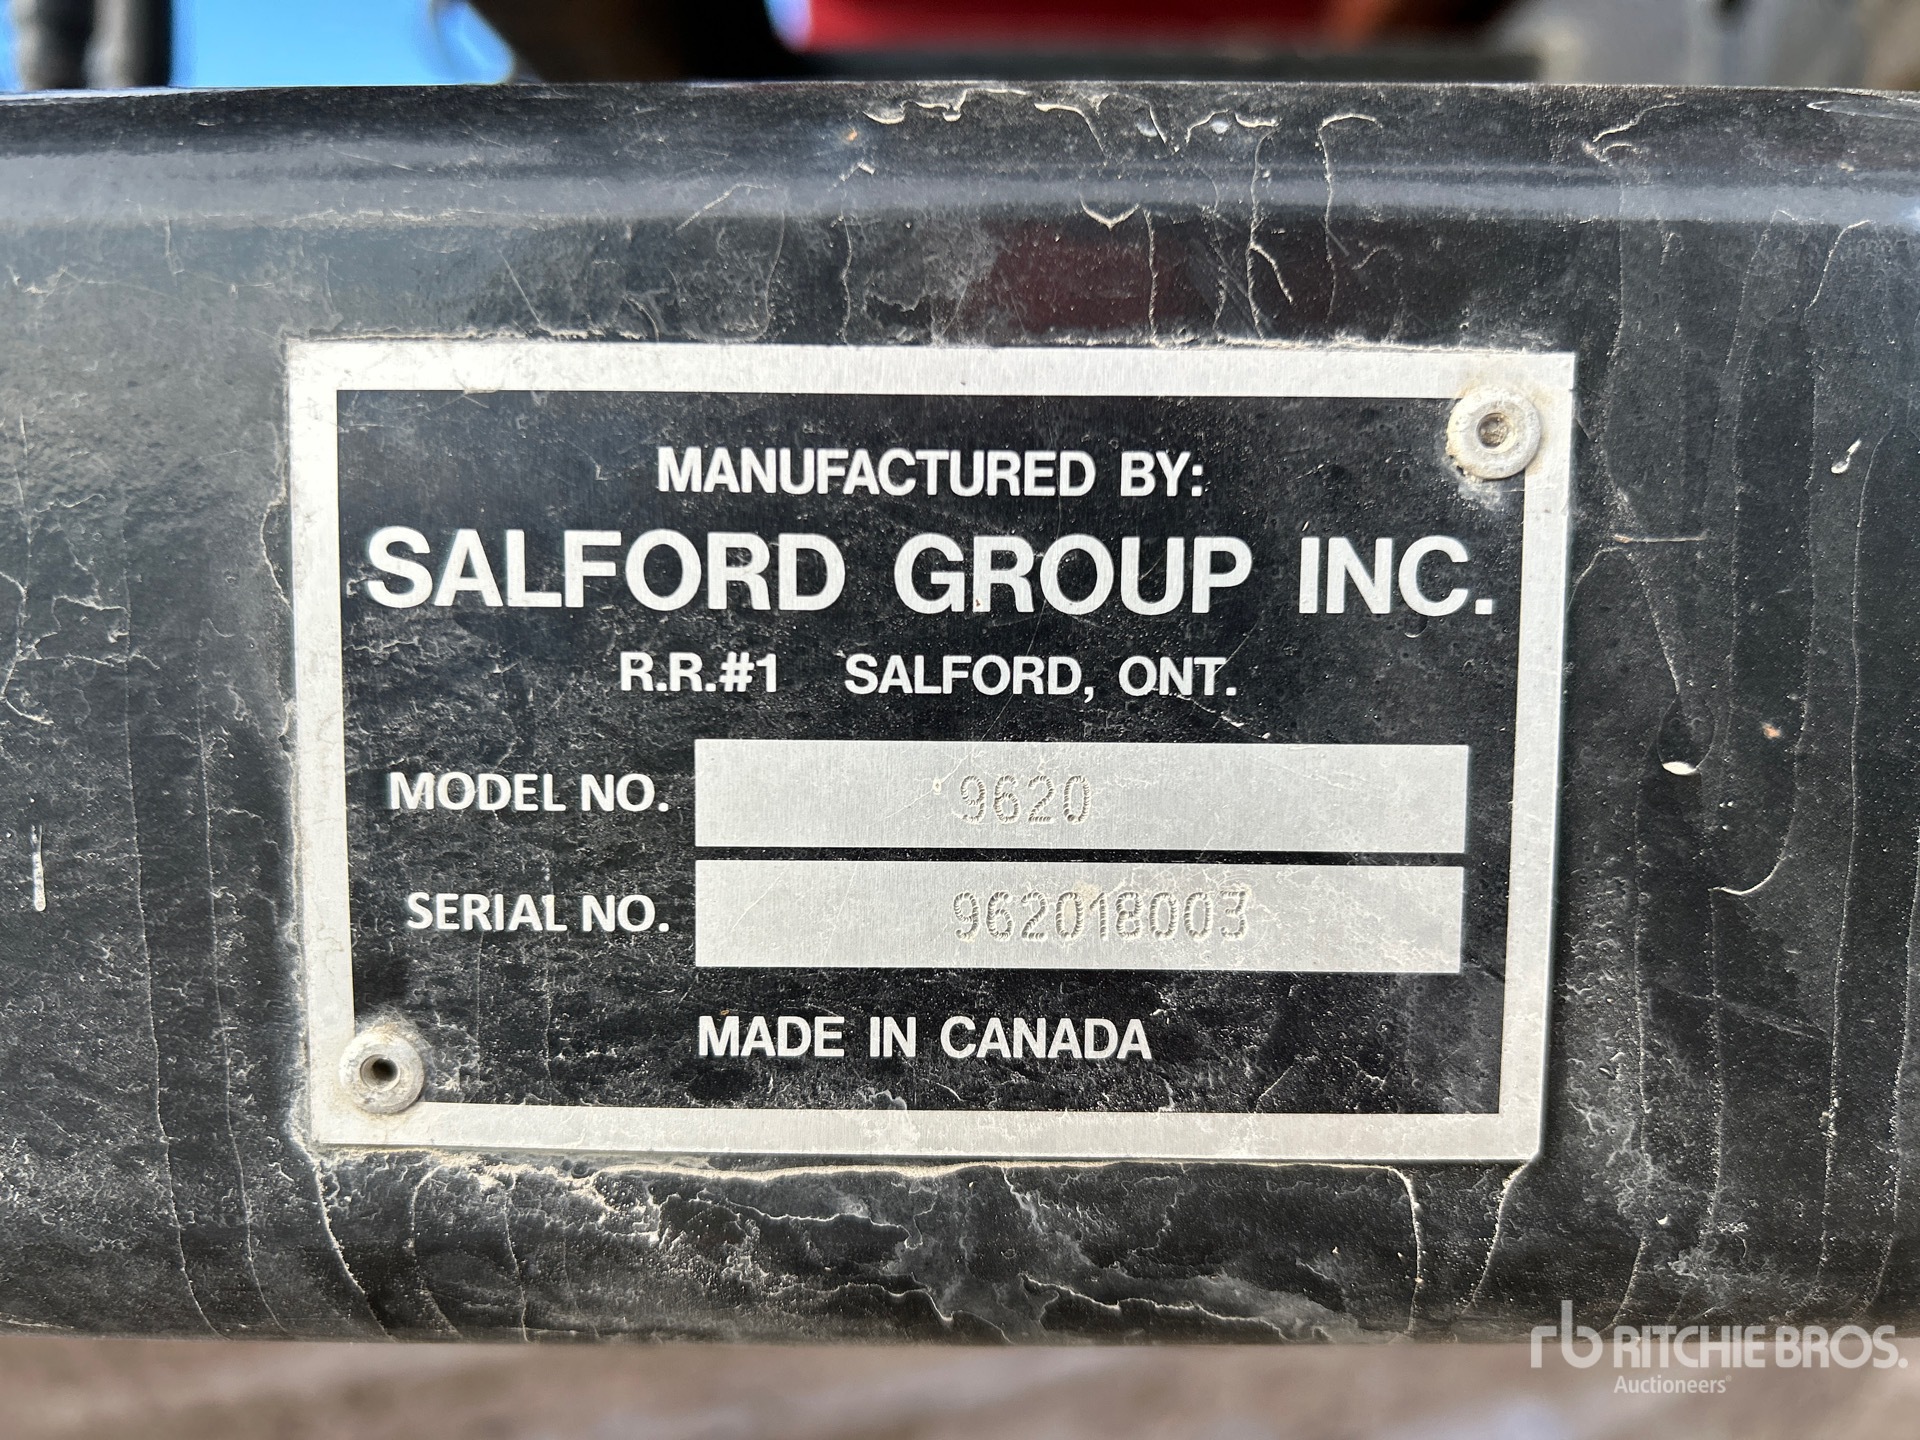 MANUFACTURED BY:
SALFORD GROUP INC.
R.R.#1 SALFORD, ONT.
MODEL NO. 9620
SERIAL NO. 962018003
MADE IN CANADA
rb RITCHIE BROS.
Auctioneers